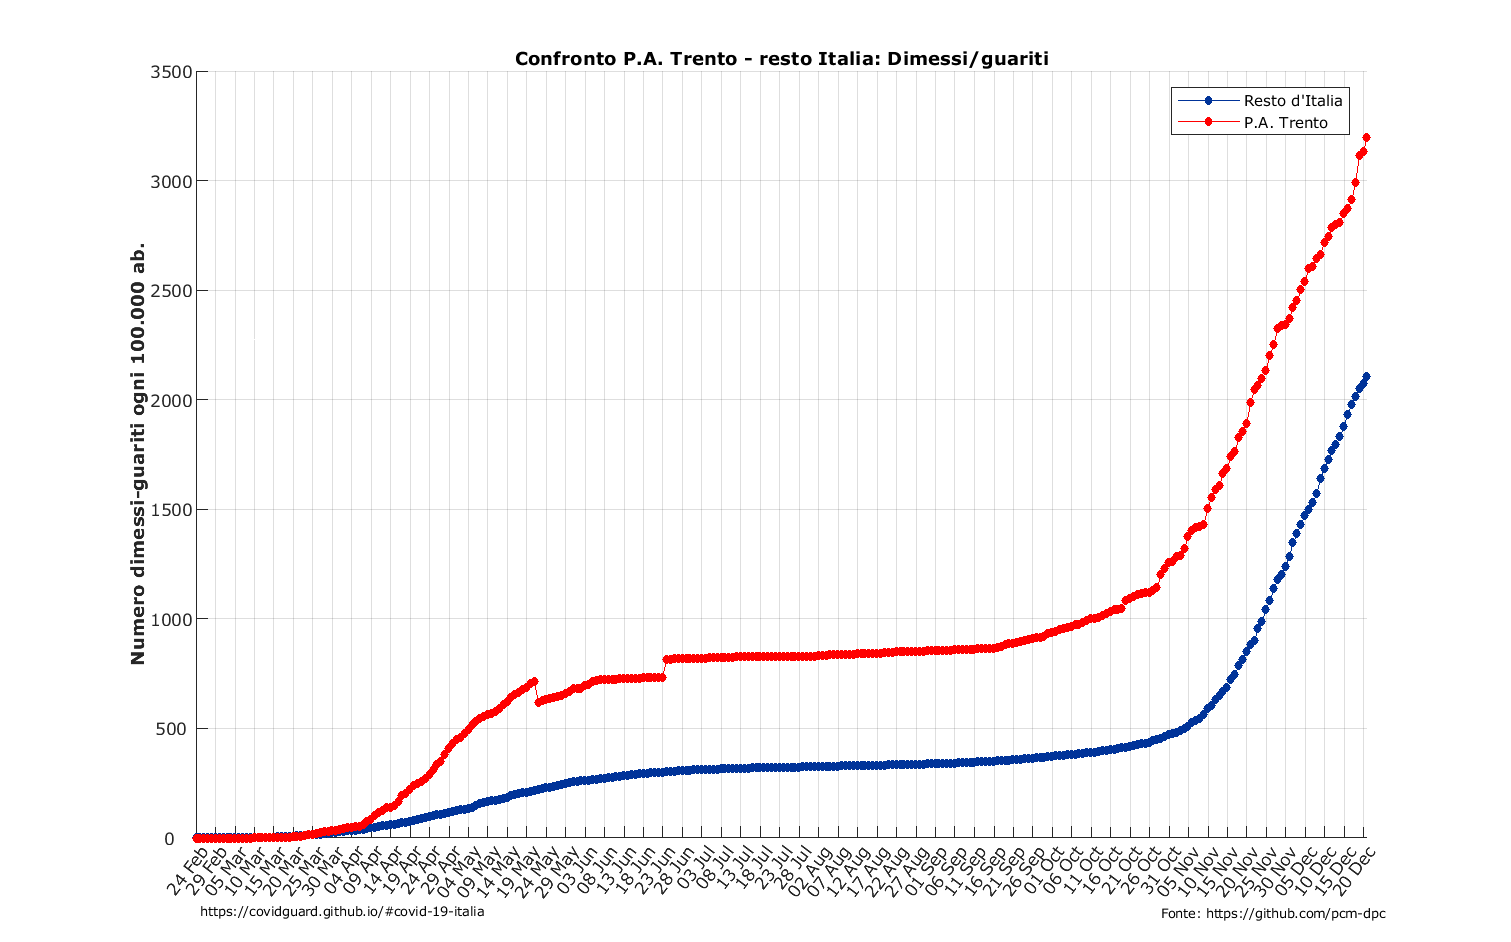 Confronto P.A. Trento - resto Italia: Dimessi/guariti
Resto d'Italia
P.A. Trento
Numero dimessi-guariti ogni 100.000 ab.
3500
3000
2500
2000
1500
1000
500
0
24 Feb
29 Feb
05 Mar
10 Mar
15 Mar
20 Mar
25 Mar
30 Mar
04 Apr
09 Apr
14 Apr
19 Apr
24 Apr
29 Apr
04 May
09 May
14 May
19 May
24 May
29 May
03 Jun
08 Jun
13 Jun
18 Jun
23 Jun
28 Jun
03 Jul
08 Jul
13 Jul
18 Jul
23 Jul
28 Jul
02 Aug
07 Aug
12 Aug
17 Aug
22 Aug
27 Aug
01 Sep
06 Sep
11 Sep
16 Sep
21 Sep
26 Sep
01 Oct
06 Oct
11 Oct
16 Oct
21 Oct
26 Oct
31 Oct
05 Nov
10 Nov
15 Nov
20 Nov
25 Nov
30 Nov
05 Dec
10 Dec
15 Dec
20 Dec
https://covidguard.github.io/#covid-19-italia
Fonte: https://github.com/pcm-dpc